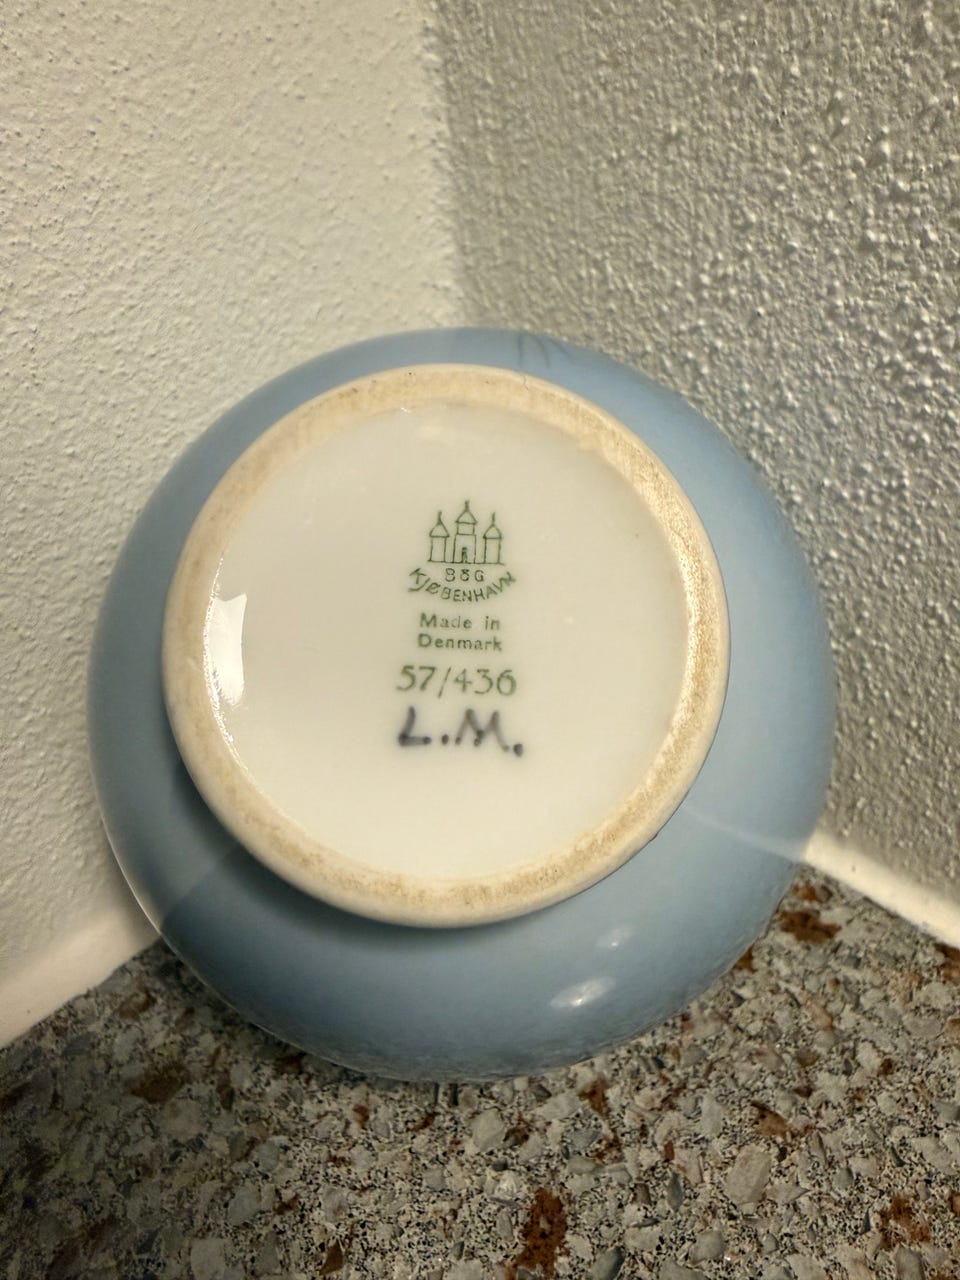 B&G
KJØBENHAVN
Made in
Denmark
57/436
L.M.